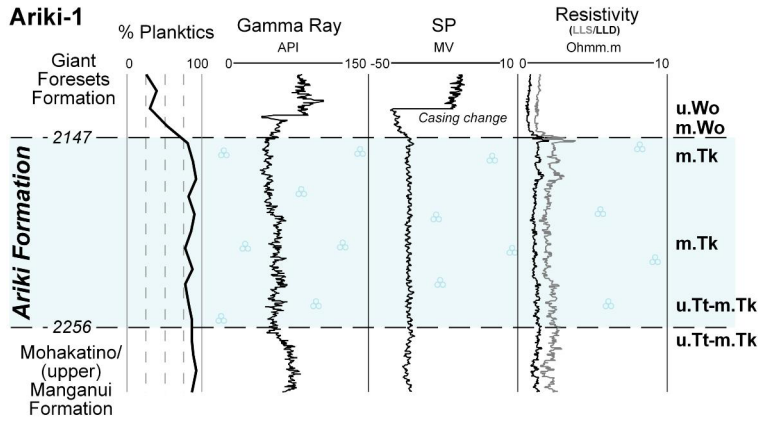 Ariki-1
% Planktics
0 100
Gamma Ray
API
0 150
SP
MV
-50 10
Resistivity
(LLS/LLD)
Ohmm.m
0 10
Giant
Foresets
Formation
Casing change
u.Wo
m.Wo
2147
Ariki Formation
m.Tk
m.Tk
u.Tt-m.Tk
2256
u.Tt-m.Tk
Mohakatino/
(upper)
Manganui
Formation